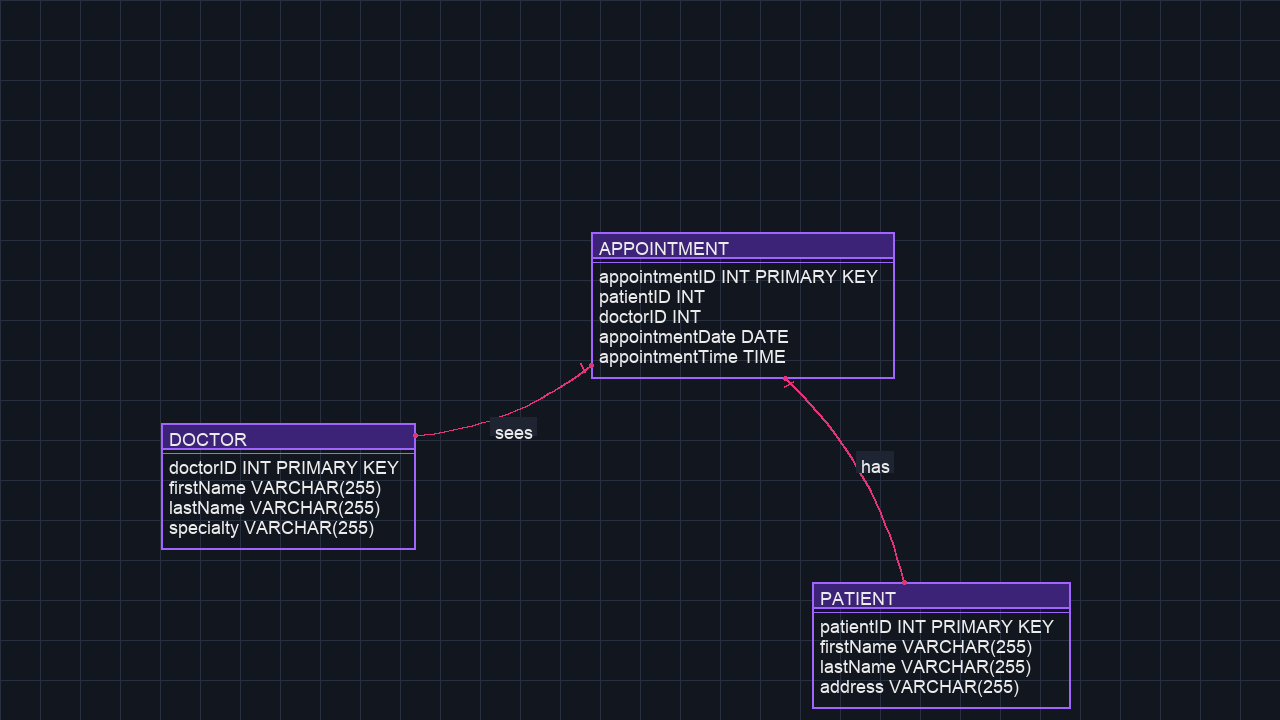 APPOINTMENT
appointmentID INT PRIMARY KEY
patientID INT
doctorID INT
appointmentDate DATE
appointmentTime TIME
sees
DOCTOR
doctorID INT PRIMARY KEY
firstName VARCHAR(255)
lastName VARCHAR(255)
specialty VARCHAR(255)
has
PATIENT
patientID INT PRIMARY KEY
firstName VARCHAR(255)
lastName VARCHAR(255)
address VARCHAR(255)